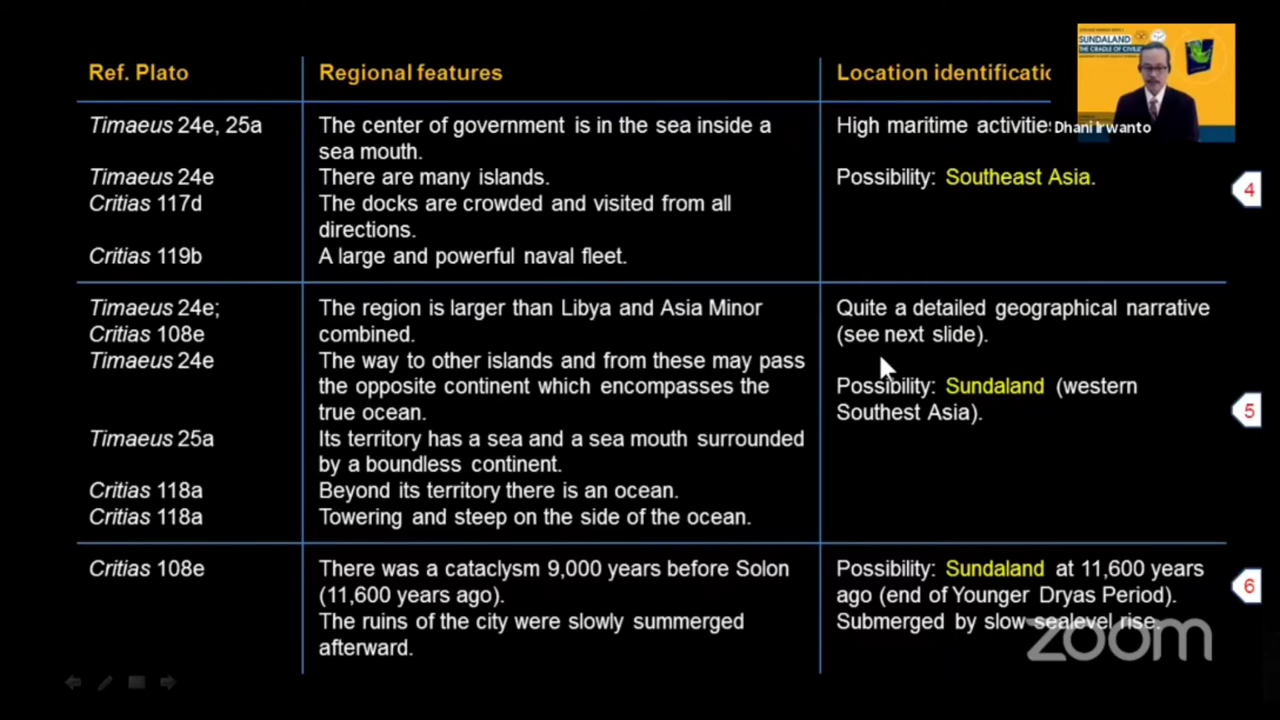 Ref. Plato
Regional features
Location identificatio
SUNDALAND
THE CRADLE OF CIVILI
Dhani Irwanto
Timaeus 24e, 25a
The center of government is in the sea inside a
sea mouth.
High maritime activities
Timaeus 24e
There are many islands.
Possibility: Southeast Asia.
4
Critias 117d
The docks are crowded and visited from all
directions.
Critias 119b
A large and powerful naval fleet.
Timaeus 24e;
Critias 108e
The region is larger than Libya and Asia Minor
combined.
Quite a detailed geographical narrative
(see next slide).
Timaeus 24e
The way to other islands and from these may pass
the opposite continent which encompasses the
true ocean.
Possibility: Sundaland (western
Southest Asia).
5
Timaeus 25a
Its territory has a sea and a sea mouth surrounded
by a boundless continent.
Critias 118a
Beyond its territory there is an ocean.
Critias 118a
Towering and steep on the side of the ocean.
Critias 108e
There was a cataclysm 9,000 years before Solon
(11,600 years ago).
The ruins of the city were slowly summerged
afterward.
Possibility: Sundaland at 11,600 years
ago (end of Younger Dryas Period).
Submerged by slow sealevel rise.
6
zoom